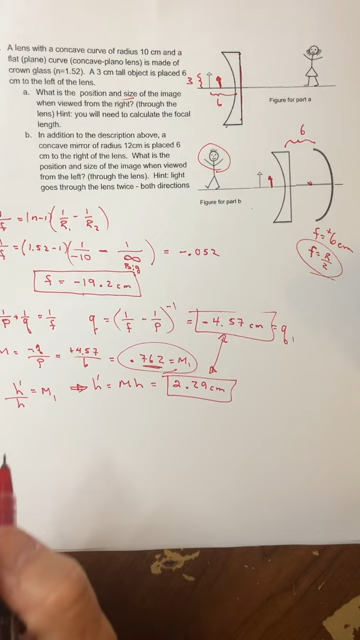 A lens with a concave curve of radius 10 cm and a
flat (plane) curve (concave-plano lens) is made of
crown glass (n=1.52). A 3 cm tall object is placed 6
cm to the left of the lens.
a. What is the position and size of the image
when viewed from the right? (through the
lens) Hint: you will need to calculate the focal
length.
3
6
Figure for part a
b. In addition to the description above, a
concave mirror of radius 12cm is placed 6
cm to the right of the lens. What is the
position and size of the image when viewed
from the left? (through the lens). Hint: light
goes through the lens twice - both directions
6
Figure for part b
f = +6cm
f = R/2
1/f = (n-1)(1/R₁ - 1/R₂)
1/f = (1.52-1)(1/-10 - 1/∞) = -.052
Big
f = -19.2cm
1/p + 1/q = 1/f q = (1/f - 1/p)⁻¹ = -4.57 cm = q₁
M = -q/p = +4.57/6 = .762 = M₁
h'/h = M₁ ⇒ h' = Mh = 2.29cm